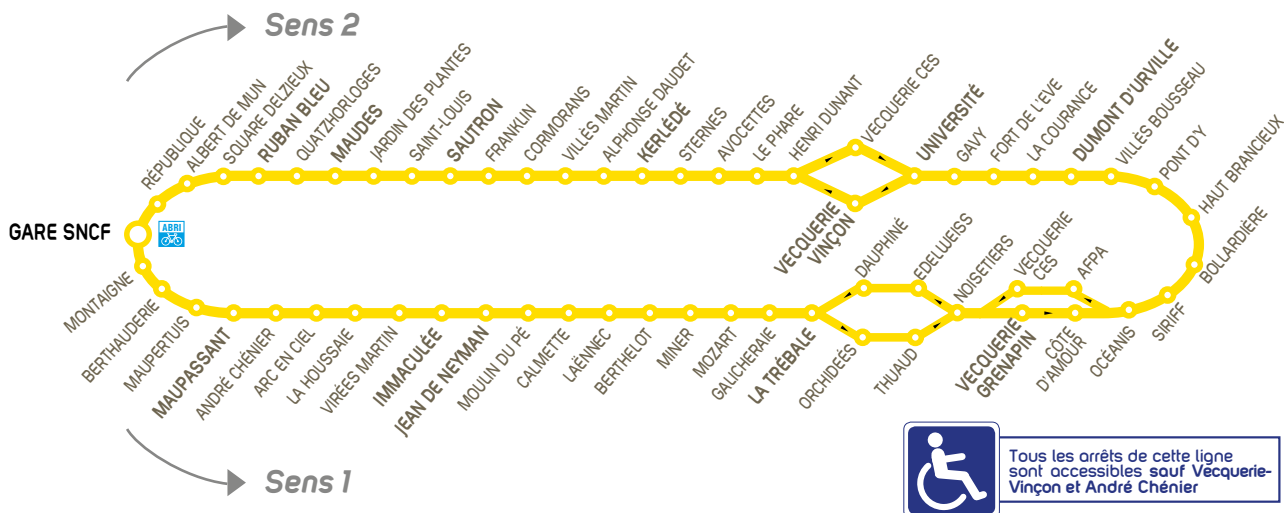 Sens 2
RÉPUBLIQUE
ALBERT DE MUN
SQUARE DELZIEUX
RUBAN BLEU
QUATZHORLOGES
MAUDES
JARDIN DES PLANTES
SAINT-LOUIS
SAUTRON
FRANKLIN
CORMORANS
VILLÈS MARTIN
ALPHONSE DAUDET
KERLÉDÉ
STERNES
AVOCETTES
LE PHARE
HENRI DUNANT
VECQUERIE CES
UNIVERSITÉ
GAVY
FORT DE L'EVE
LA COURANCE
DUMONT D'URVILLE
VILLÈS BOUSSEAU
PONT DY
HAUT BRANCIEUX
BOLLARDIÈRE
GARE SNCF
ABRI
VECQUERIE
VINÇON
DAUPHINÉ
EDELWEISS
NOISETIERS
VECQUERIE
CES
AFPA
MONTAIGNE
BERTHAUDERIE
MAUPERTUIS
MAUPASSANT
ANDRÉ CHÉNIER
ARC EN CIEL
LA HOUSSAIE
VIRÉES MARTIN
IMMACULÉE
JEAN DE NEYMAN
MOULIN DU PÉ
CALMETTE
LAËNNEC
BERTHELOT
MINER
MOZART
GALICHERAIE
LA TRÉBALE
ORCHIDÉS
THUAUD
VECQUERIE
GRENAPIN
CÔTE
D'AMOUR
OCÉANIS
SIRIFF
Sens 1
Tous les arrêts de cette ligne
sont accessibles sauf Vecquerie-
Vinçon et André Chénier